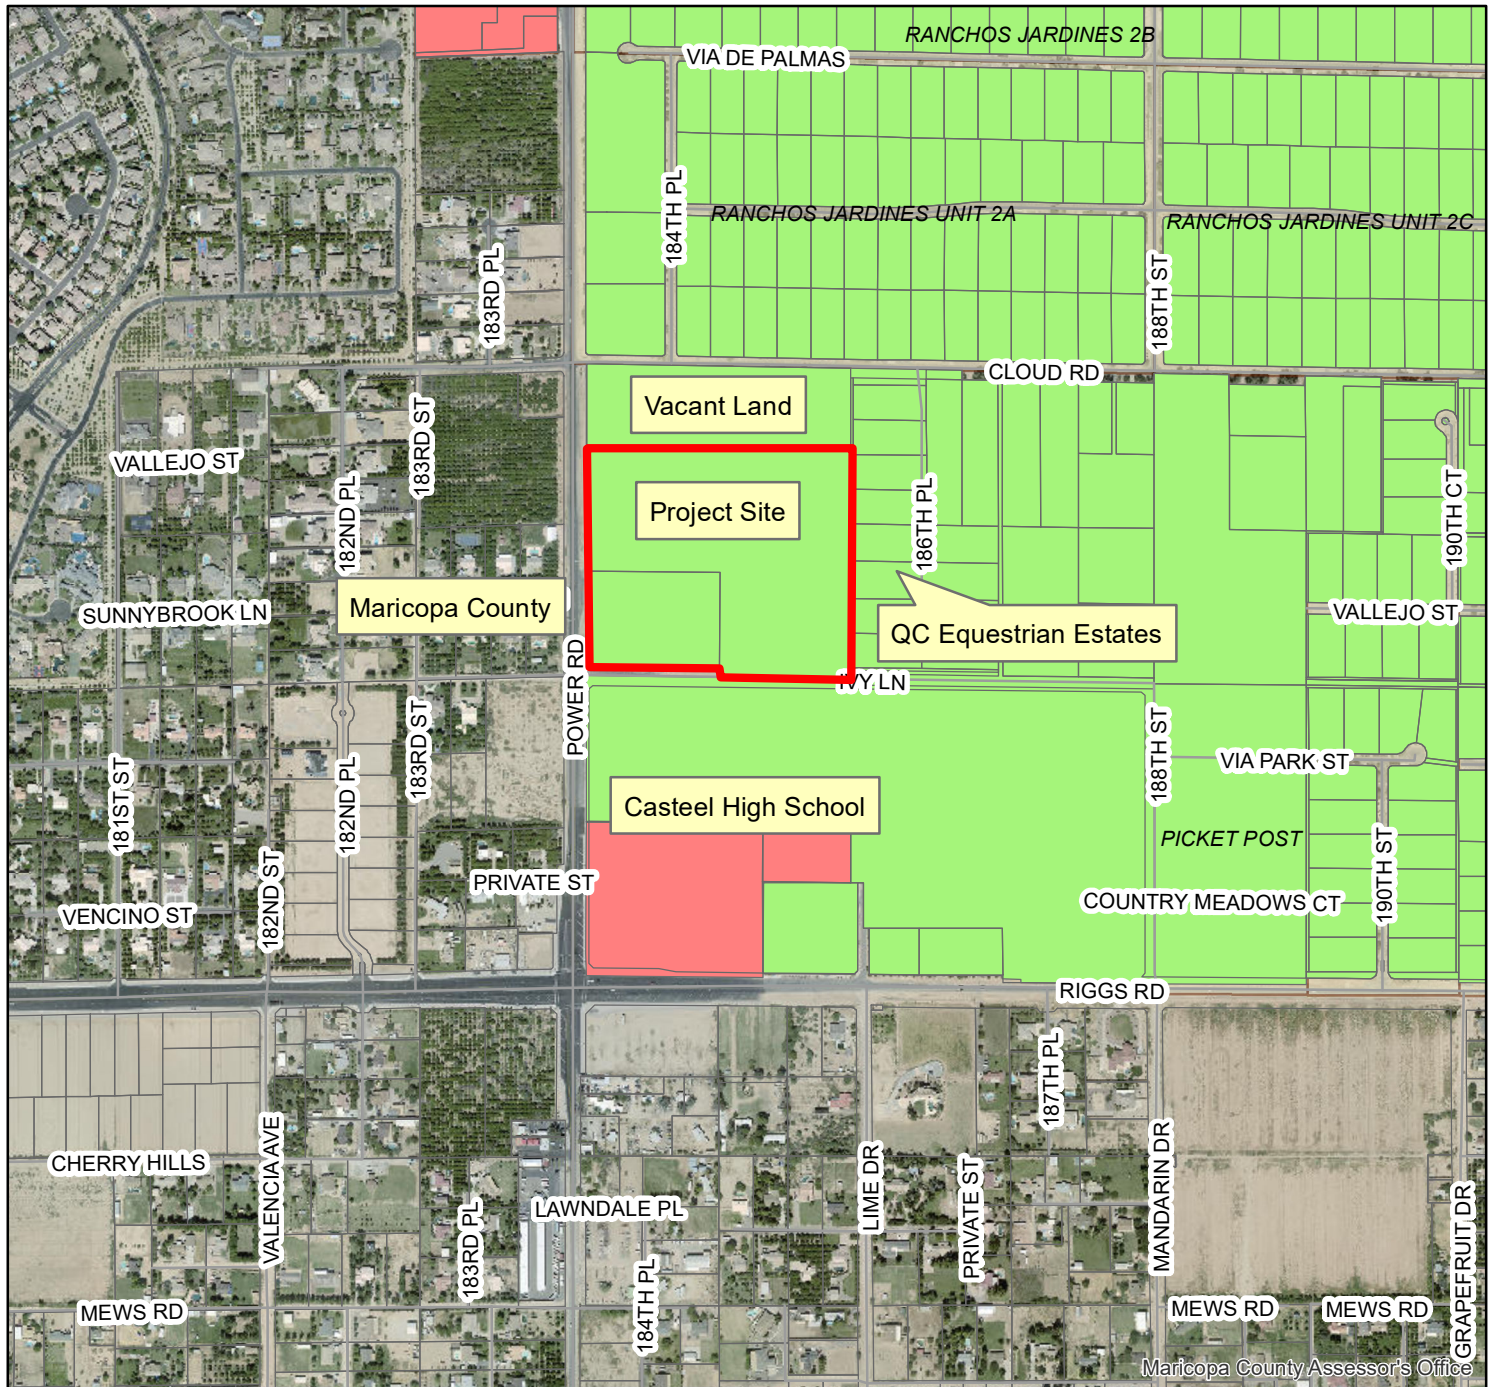 RANCHOS JARDINES 2B
VIA DE PALMAS
184TH PL
RANCHOS JARDINES UNIT 2A
RANCHOS JARDINES UNIT 2C
183RD PL
188TH ST
CLOUD RD
Vacant Land
183RD ST
VALLEJO ST
182ND PL
Project Site
186TH PL
190TH CT
Maricopa County
SUNNYBROOK LN
VALLEJO ST
QC Equestrian Estates
POWER RD
IVY LN
183RD ST
188TH ST
181ST ST
182ND PL
VIA PARK ST
Casteel High School
PICKET POST
190TH ST
PRIVATE ST
182ND ST
VENCINO ST
COUNTRY MEADOWS CT
RIGGS RD
187TH PL
CHERRY HILLS
VALENCIA AVE
LIME DR
PRIVATE ST
MANDARIN DR
183RD PL
LAWNDALE PL
GRAPEFRUIT DR
184TH PL
MEWS RD
MEWS RD
MEWS RD
Maricopa County Assessor's Office